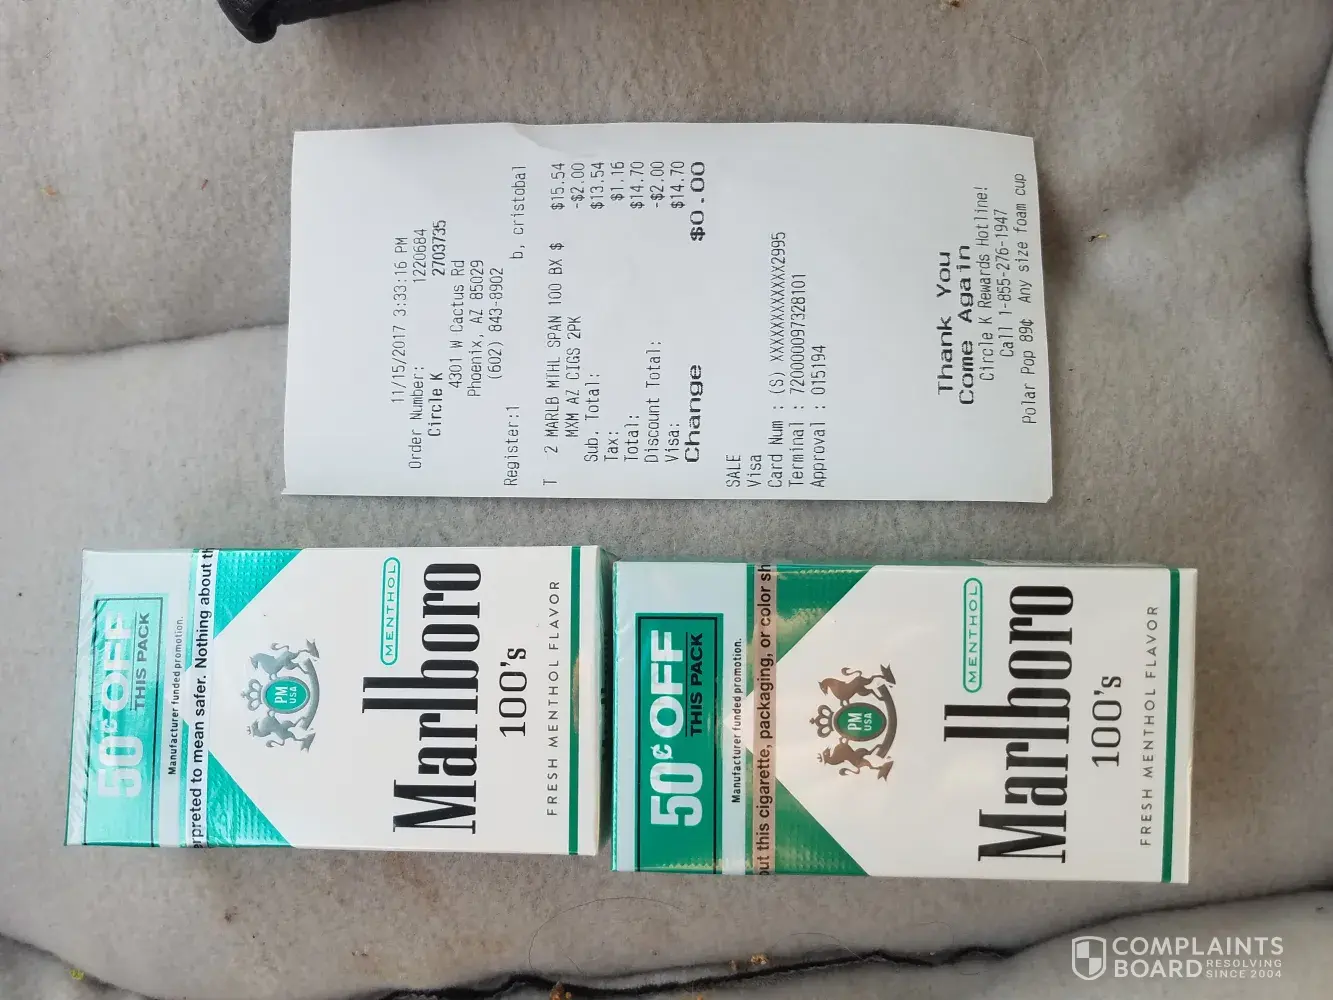 11/15/2017 3:33:16 PM
Order Number: 1220684
Circle K 2703735
4301 W Cactus Rd
Phoenix, AZ 85029
(602) 843-8902
Register:1 b, cristobal
T 2 MARLB MTHL SPAN 100 BX $ $15.54
MXM AZ CIGS 2PK -$2.00
Sub. Total: $13.54
Tax: $1.16
Total: $14.70
Discount Total: -$2.00
Visa: $14.70
Change $0.00
SALE
Visa
Card Num : (S) XXXXXXXXXXXX2995
Terminal : 72000009732810​1
Approval : 015194
Thank You
Come Again
Circle K Rewards Hotline!
Call 1-855-276-1947
Polar Pop 89¢ Any size foam cup
50¢ OFF
THIS PACK
Manufacturer funded promotion.
erpreted to mean safer. Nothing about th
PM
USA
MENTHOL
Marlboro
100's
FRESH MENTHOL FLAVOR
50¢ OFF
THIS PACK
Manufacturer funded promotion.
out this cigarette, packaging, or color sh
PM
USA
MENTHOL
Marlboro
100's
FRESH MENTHOL FLAVOR
COMPLAINTS
BOARD RESOLVING
SINCE 2004